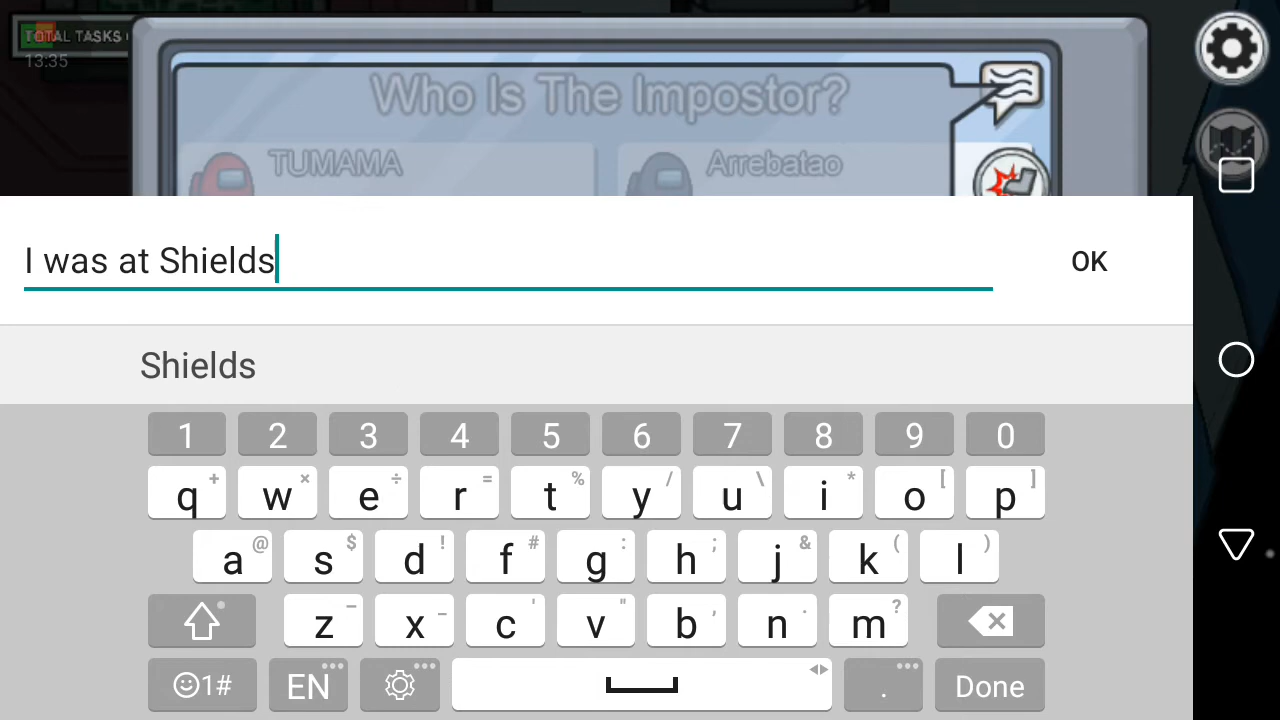 TOTAL TASKS
13:35
Who Is The Impostor?
TUMAMA
Arrebatao
I was at Shields
OK
Shields
1 2 3 4 5 6 7 8 9 0
q + w × e ÷ r = t % y / u \ i * o [ p ]
a @ s $ d ! f # g : h ; j & k ( l )
z – x _ c ' v " b , n . m ?
1# EN . Done